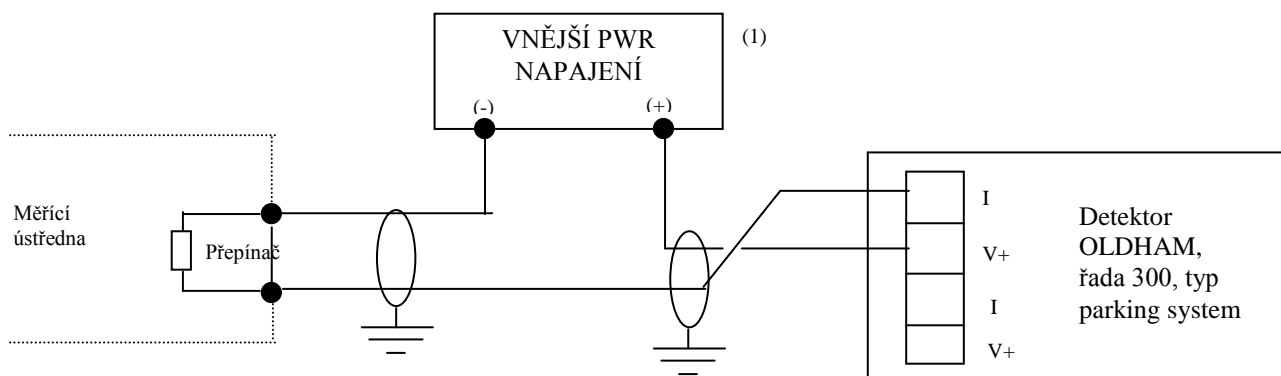 VNĚJŠÍ PWR
NAPAJENÍ
(1)
(-)
(+)
Měřící
ústředna
Přepínač
I
V+
I
V+
Detektor
OLDHAM,
řada 300, typ
parking system